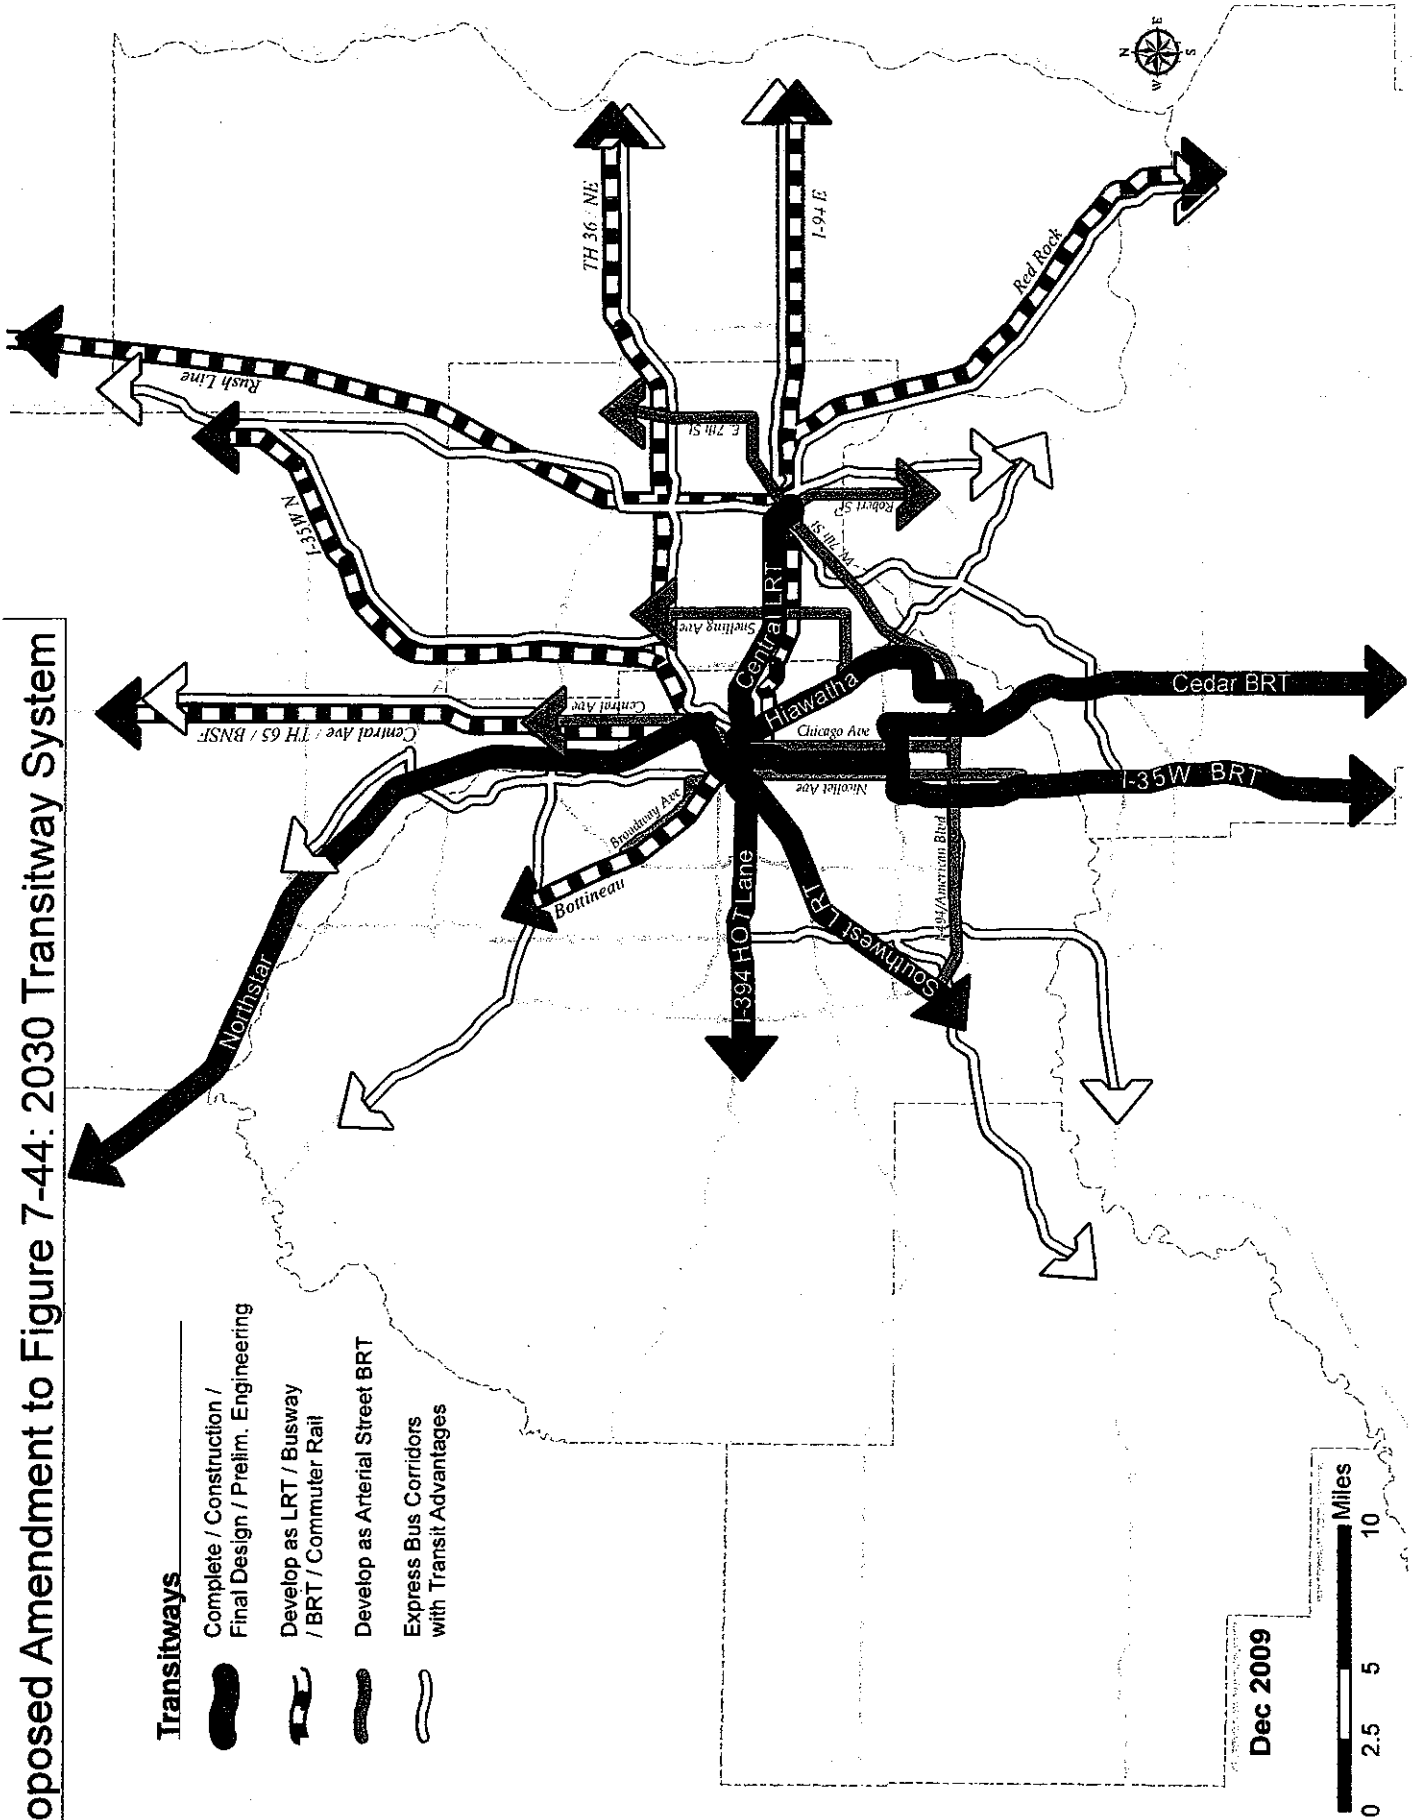 oposed Amendment to Figure 7-44: 2030 Transitway System
Transitways
Complete / Construction /
Final Design / Prelim. Engineering
Develop as LRT / Busway
/ BRT / Commuter Rail
Develop as Arterial Street BRT
Express Bus Corridors
with Transit Advantages
Northstar
Central Ave / TH 65 / BNSF
Central Ave
I-35W N
Rush Line
TH 36 / NE
E. 7th St
I-94 E
Red Rock
Robert St
W. 7th St
Snelling Ave
Central LRT
Hiawatha
Chicago Ave
Nicollet Ave
Broadway Ave
Bottineau
I-394 HOT Lane
Southwest LRT
I-494/American Blvd
Cedar BRT
I-35W BRT
N
E
S
W
Dec 2009
0 2.5 5 10
Miles